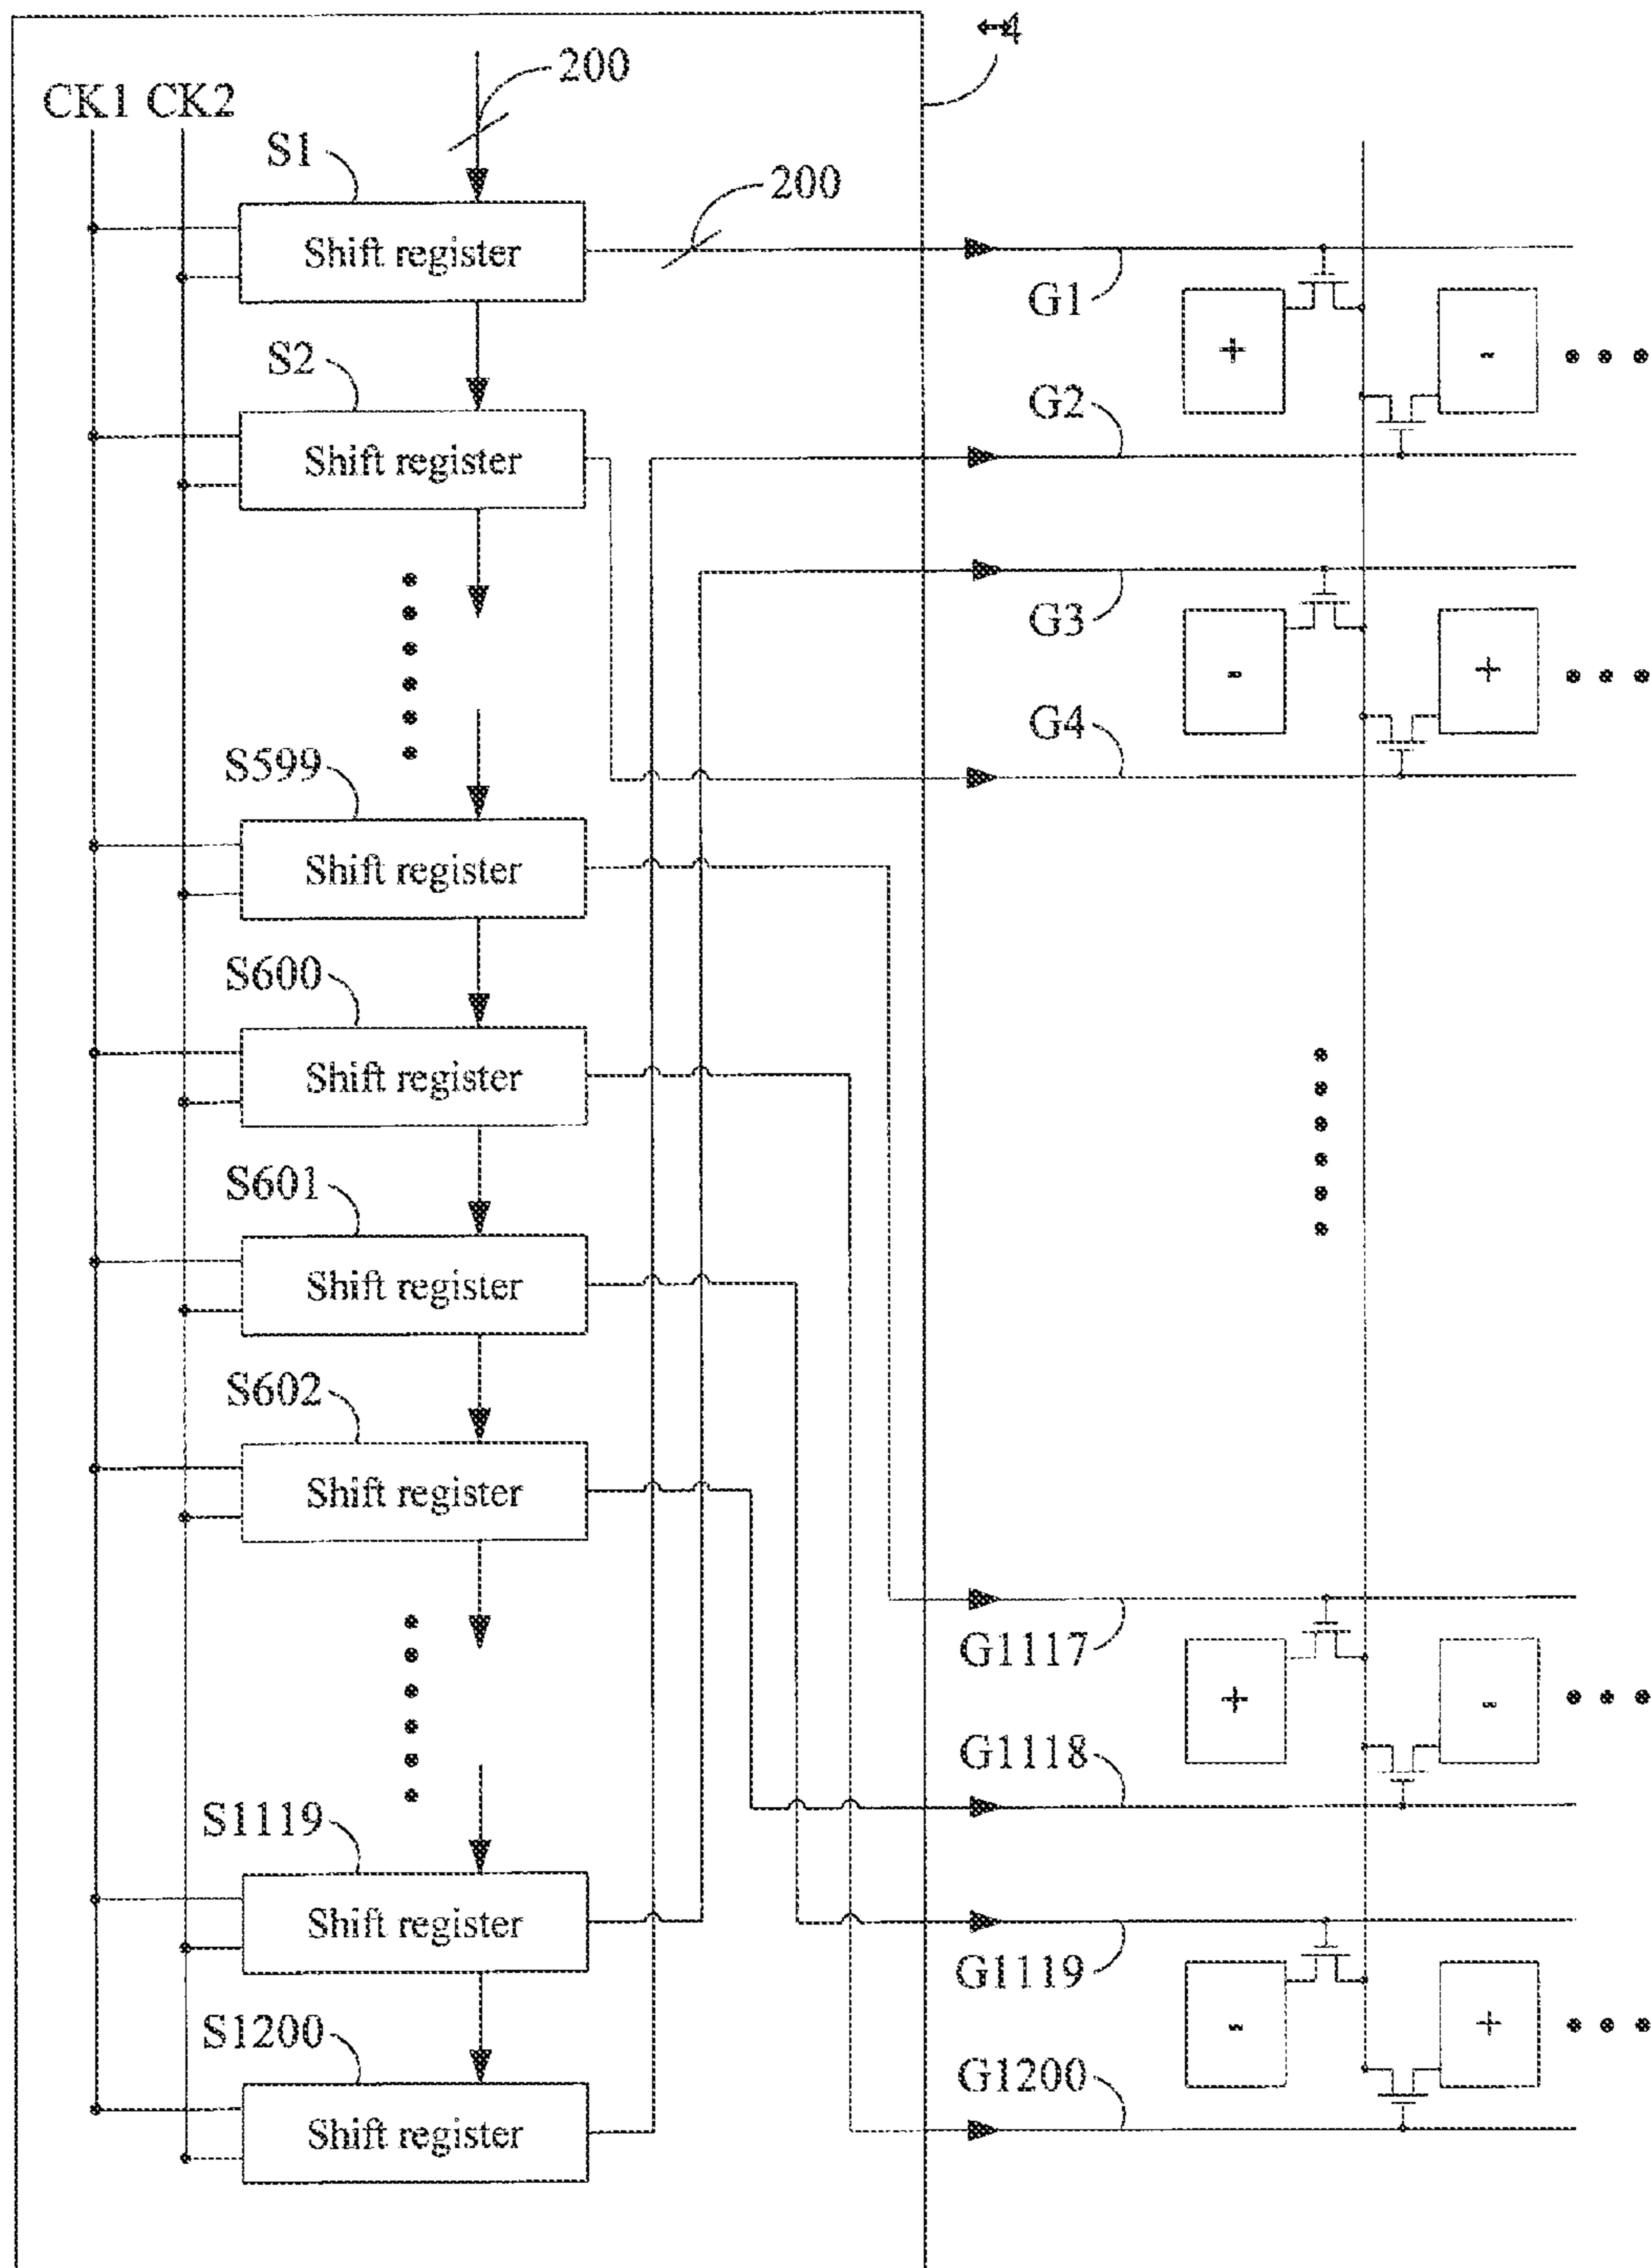 4
200
CK1 CK2
S1
200
Shift register
G1
+
-
S2
G2
Shift register
G3
-
+
G4
S599
Shift register
S600
Shift register
S601
Shift register
S602
Shift register
G1117
+
-
G1118
S1119
Shift register
G1119
-
+
S1200
G1200
Shift register